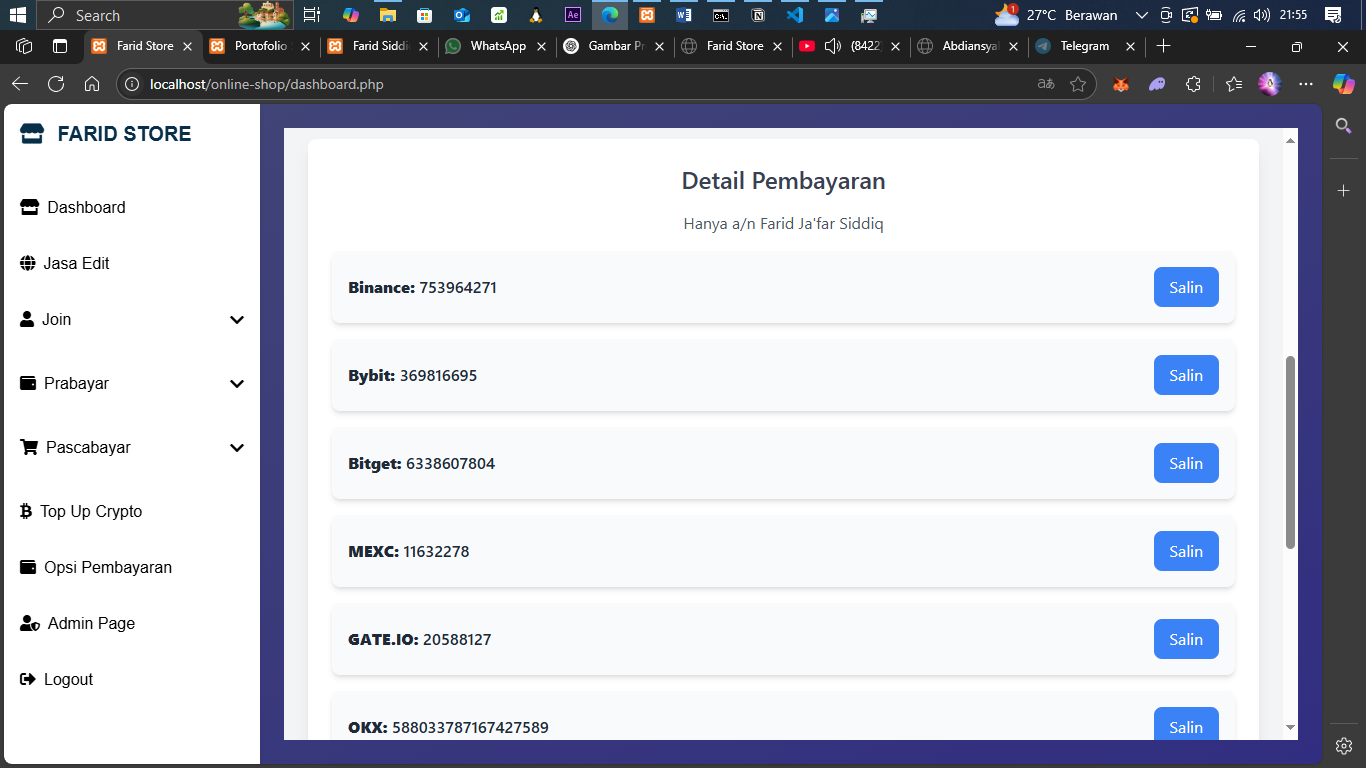 Search
Ae
1
27°C Berawan
21:55
Farid Store
Portofolio
Farid Siddi
WhatsApp
Gambar Pr
Farid Store
(8422)
Abdiansya
Telegram
localhost/online-shop/dashboard.php
FARID STORE
Dashboard
Jasa Edit
Join
Prabayar
Pascabayar
Top Up Crypto
Opsi Pembayaran
Admin Page
Logout
Detail Pembayaran
Hanya a/n Farid Ja'far Siddiq
Binance: 753964271
Salin
Bybit: 369816695
Salin
Bitget: 6338607804
Salin
MEXC: 11632278
Salin
GATE.IO: 20588127
Salin
OKX: 588033787167427589
Salin